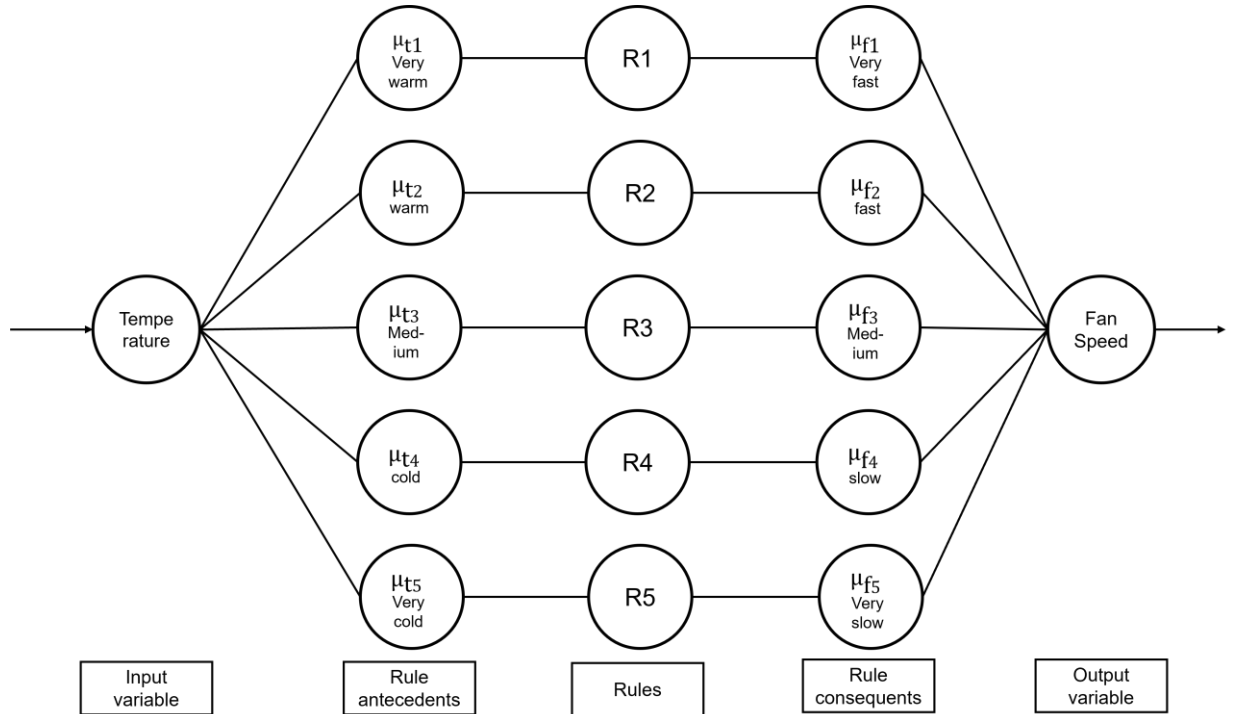 μt1
Very
warm
R1
μf1
Very
fast
μt2
warm
R2
μf2
fast
Tempe
rature
μt3
Med-
ium
R3
μf3
Med-
ium
Fan
Speed
μt4
cold
R4
μf4
slow
μt5
Very
cold
R5
μf5
Very
slow
Input
variable
Rule
antecedents
Rules
Rule
consequents
Output
variable